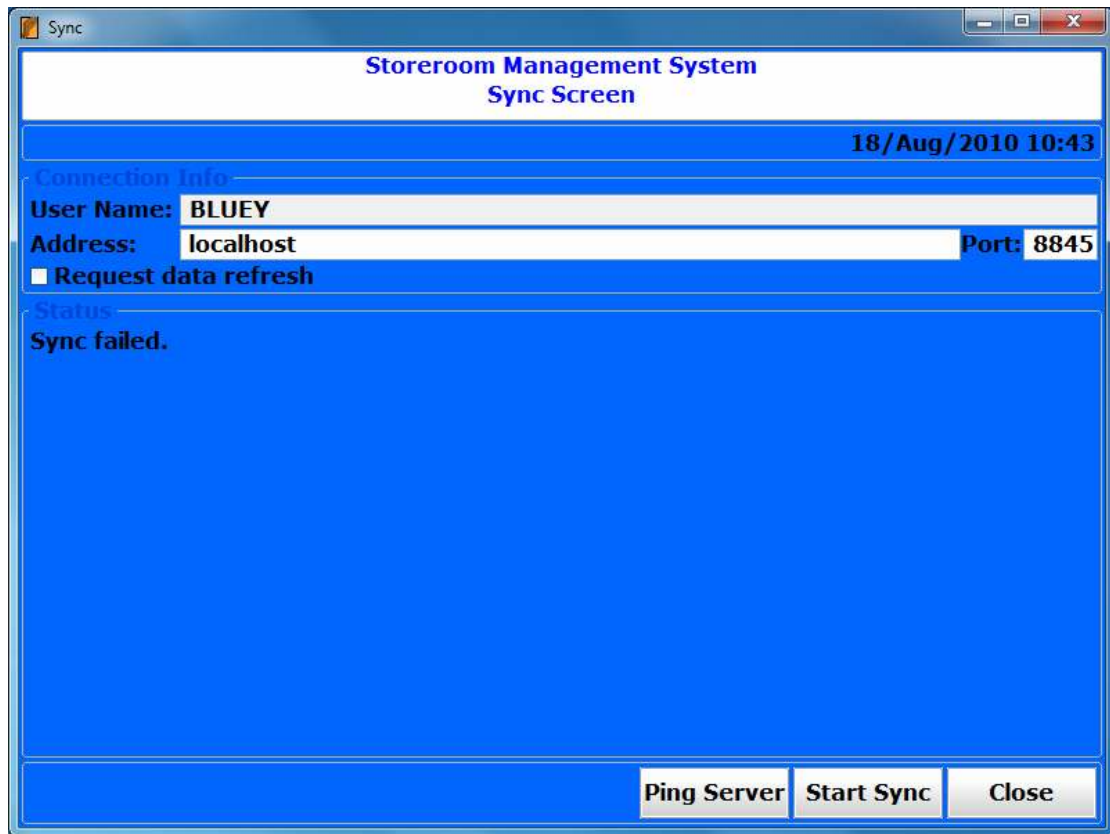 Sync
Storeroom Management System
Sync Screen
18/Aug/2010 10:43
Connection Info
User Name: BLUEY
Address: localhost Port: 8845
Request data refresh
Status
Sync failed.
Ping Server Start Sync Close